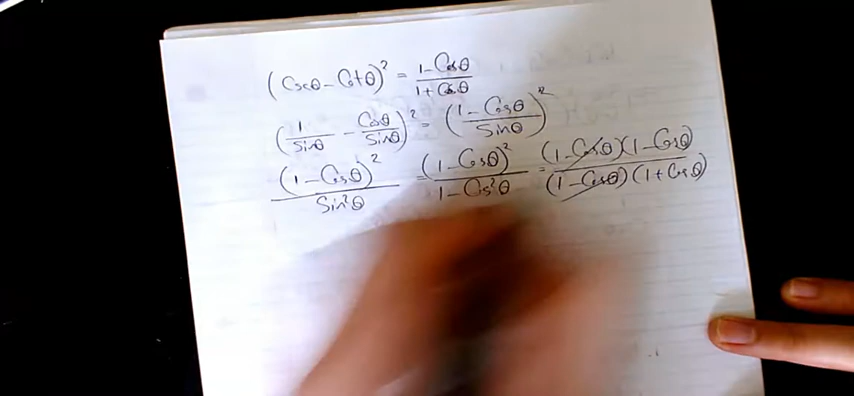 (Cscθ - Cotθ)² = (1-Cosθ)/(1+Cosθ)
(1/Sinθ - Cosθ/Sinθ)² = ((1-Cosθ)/Sinθ)²
(1-Cosθ)²/Sin²θ = (1-Cosθ)²/(1-Cos²θ) = (1-Cosθ)(1-Cosθ)/(1-Cosθ)(1+Cosθ)